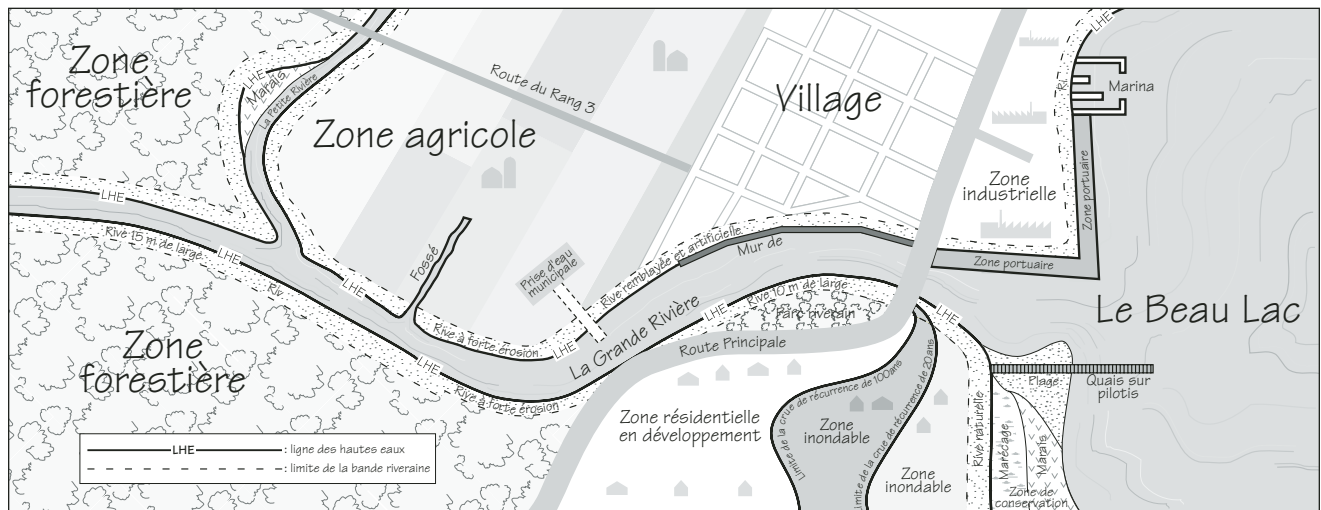 Zone
forestière
LHE
Marais
La Petite Rivière
Zone agricole
Route du Rang 3
Village
LHE
Marina
Zone
industrielle
Zone portuaire
Zone portuaire
Le Beau Lac
LHE
Rive 15 m de large
LHE
LHE
Fossé
Prise d'eau
municipale
Rive remblayée et artificielle
Mur de
Rive à forte érosion
LHE
La Grande Rivière
LHE
Rive 10 m de large
Parc riverain
Route Principale
LHE
Zone
forestière
LHE
Rive à forte érosion
Zone résidentielle
en développement
Limite de la crue de récurrence de 100ans
Zone
inondable
Limite de la crue de récurrence de 20ans
Zone
inondable
Rive naturelle
Plage
Quais sur
pilotis
Marécage
Marais
Zone de
conservation
LHE : ligne des hautes eaux
: limite de la bande riveraine